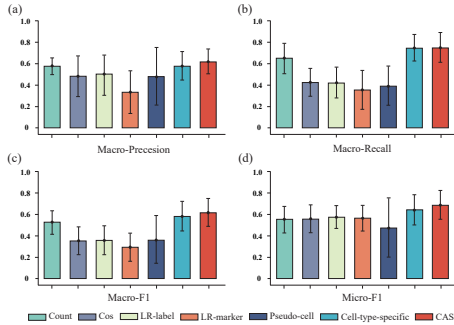 (a)
(b)
1.0
0.8
0.6
0.4
0.2
0
Macro-Precesion
1.0
0.8
0.6
0.4
0.2
0
Macro-Recall
(c)
(d)
1.0
0.8
0.6
0.4
0.2
0
Macro-F1
1.0
0.8
0.6
0.4
0.2
0
Micro-F1
Count Cos LR-label LR-marker Pseudo-cell Cell-type-specific CAS